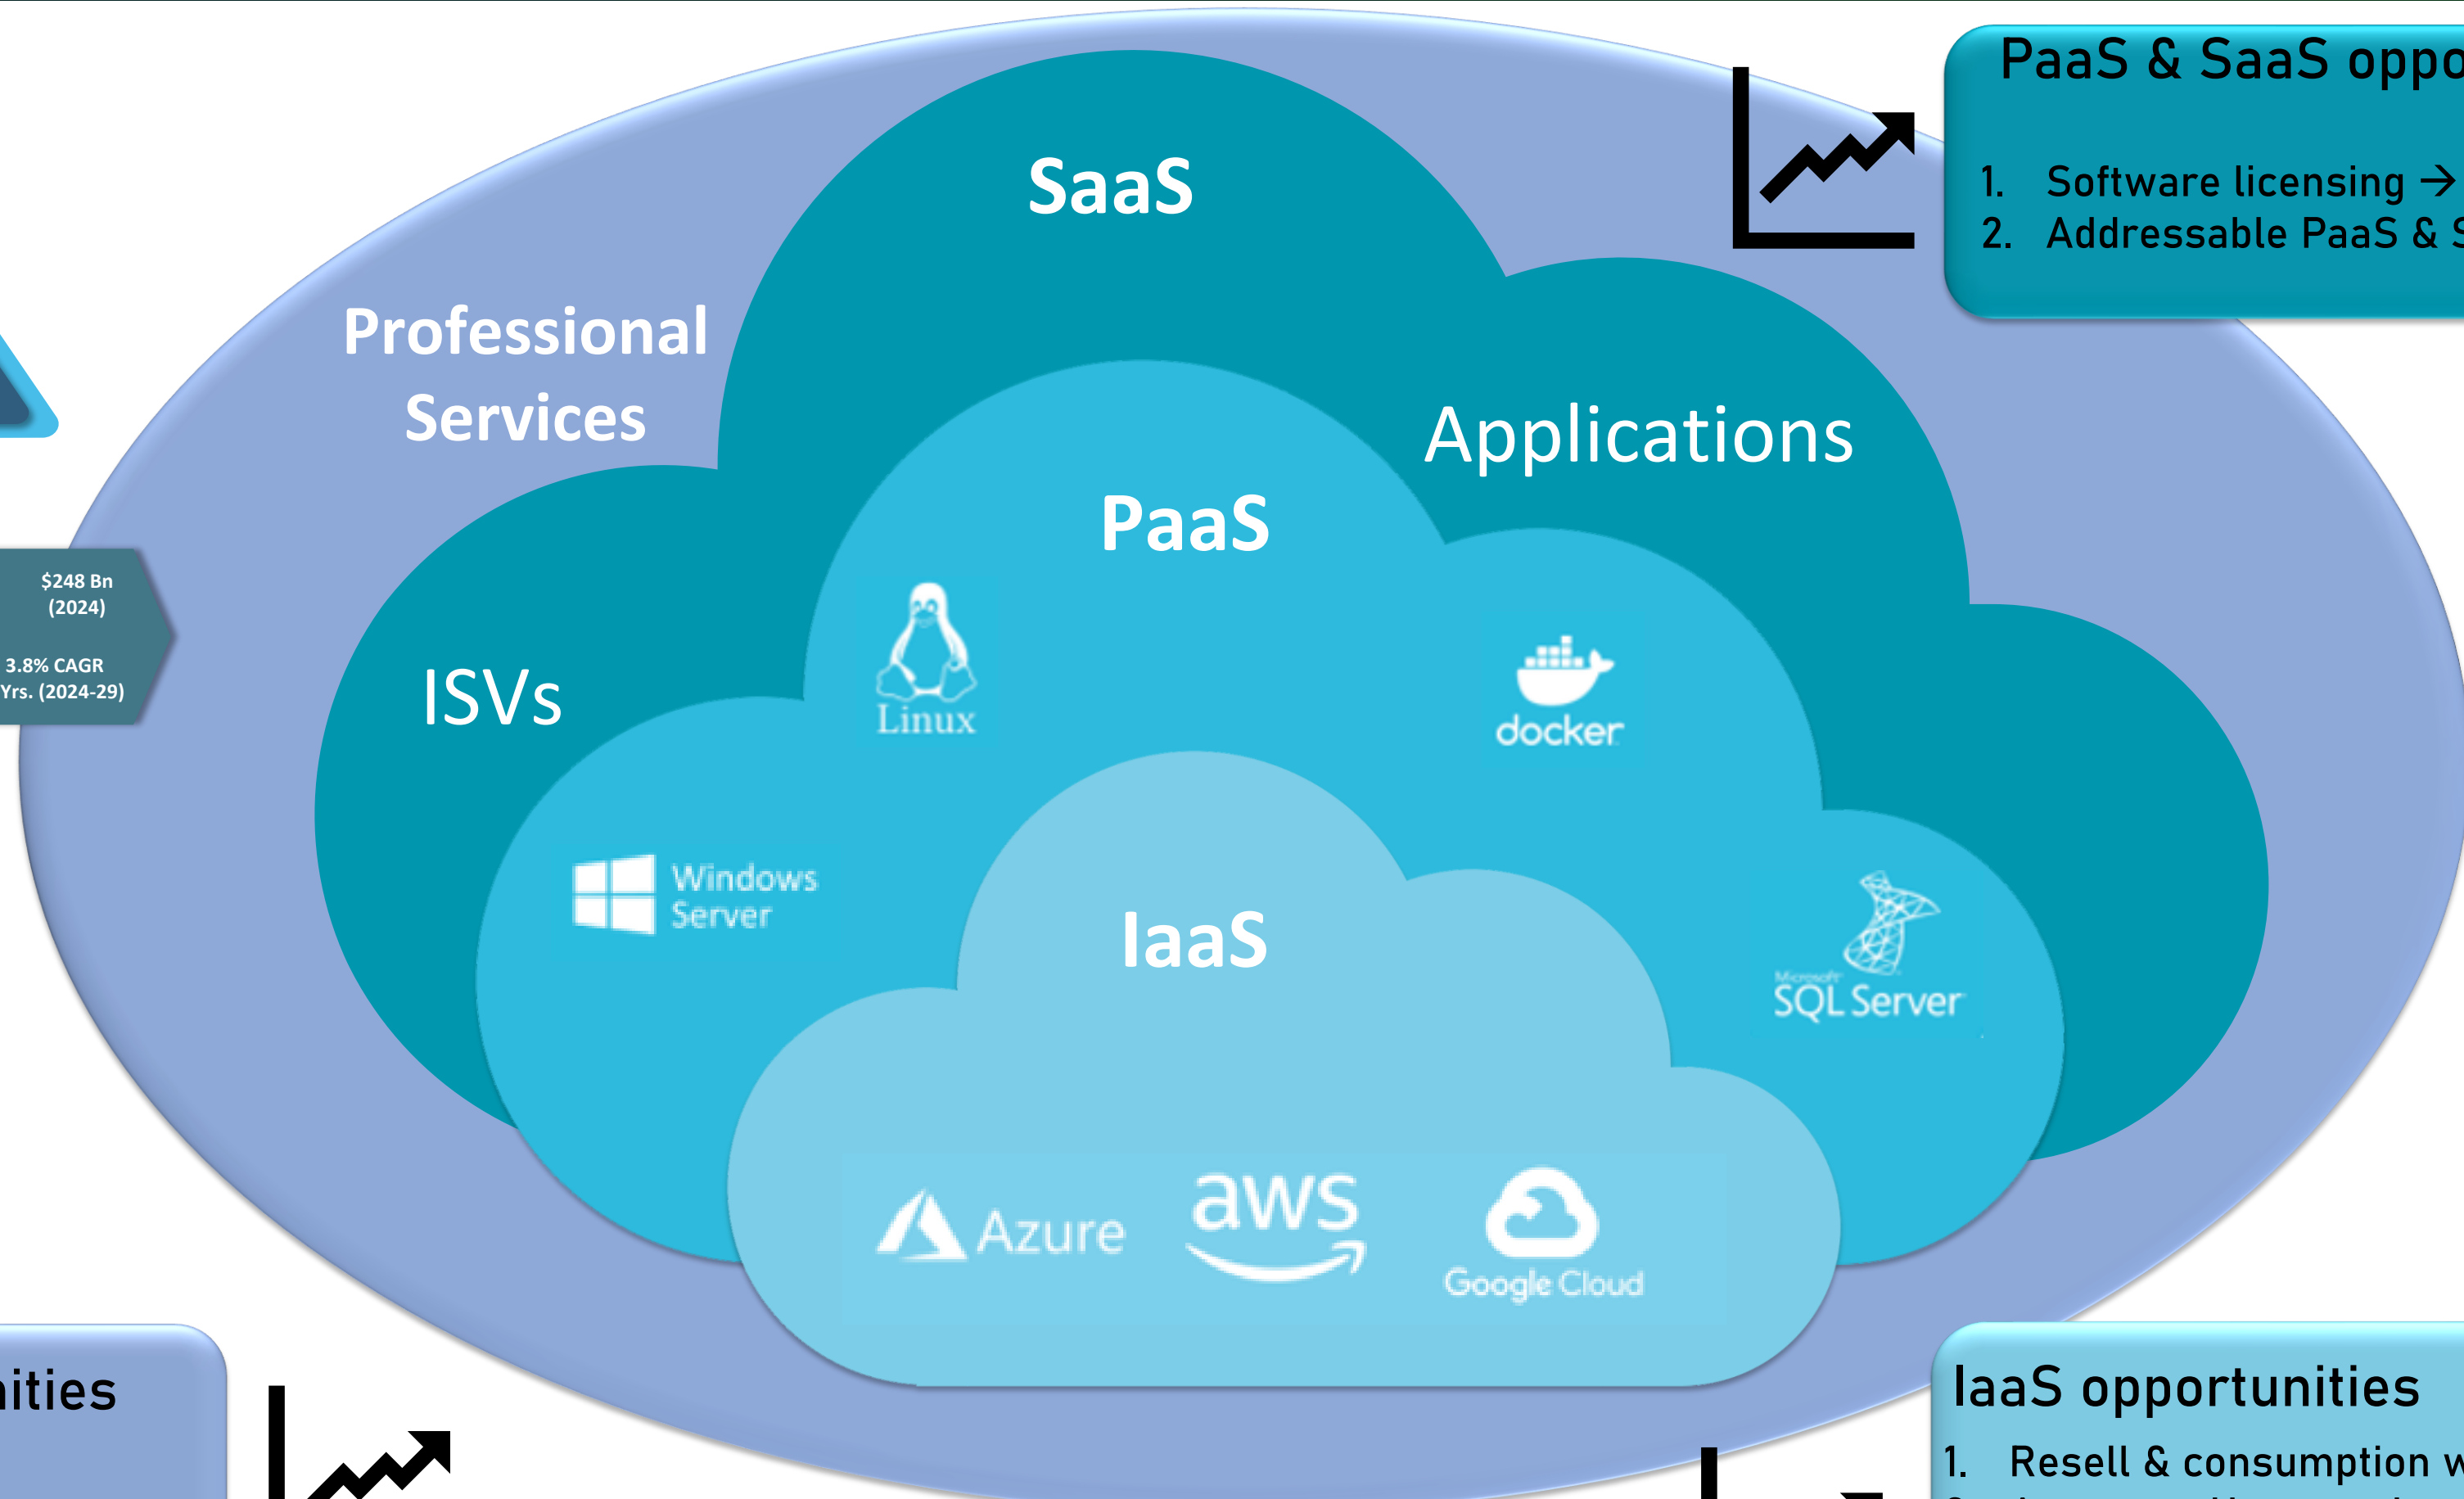 PaaS & SaaS oppo
1. Software licensing →
2. Addressable PaaS & S
SaaS
Professional
Services
Applications
PaaS
$248 Bn
(2024)
3.8% CAGR
Yrs. (2024-29)
ISVs
Linux
docker
Windows
Server
IaaS
Microsoft
SQL Server
Azure
aws
Google Cloud
nities
IaaS opportunities
1. Resell & consumption w